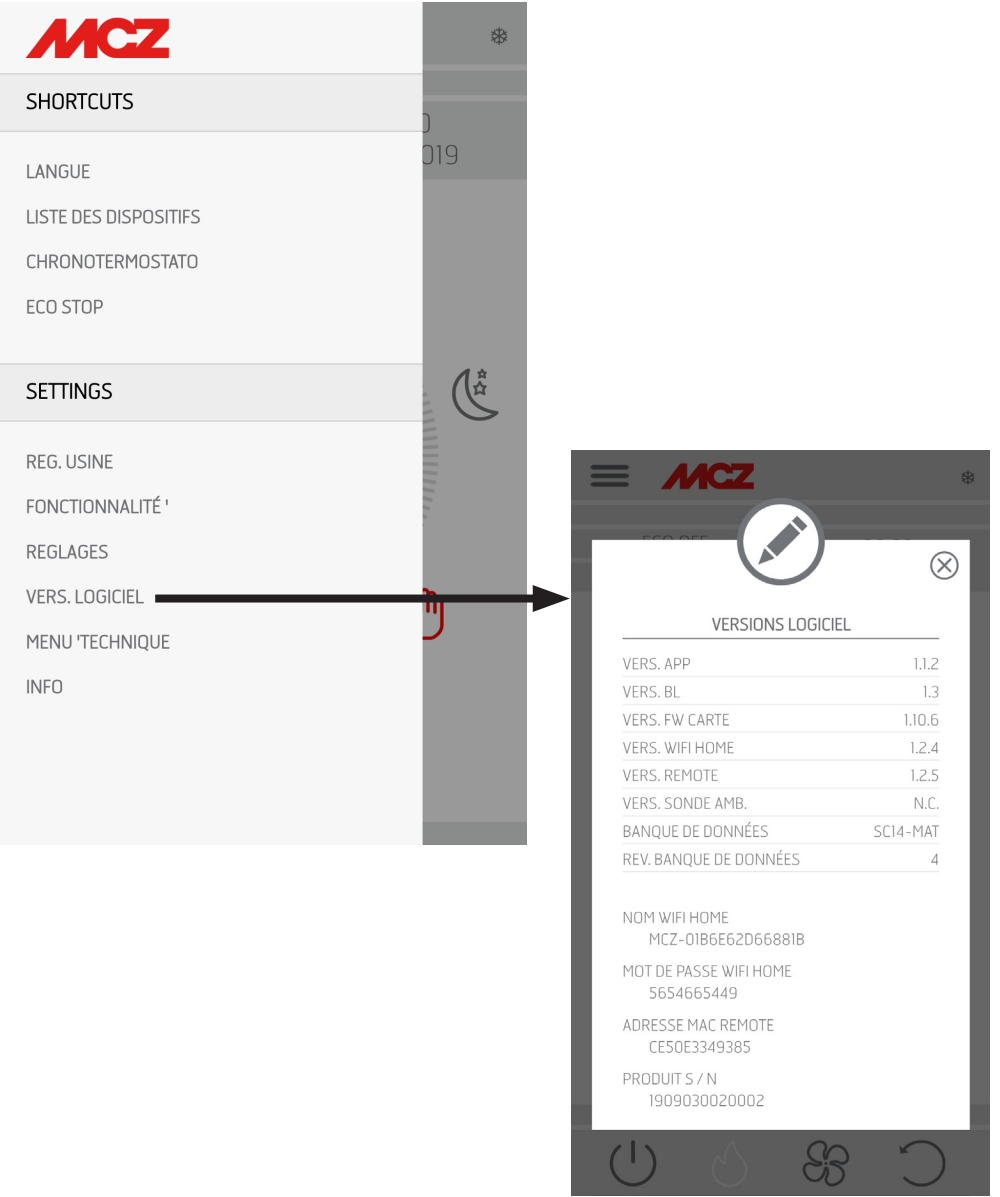 MCZ
SHORTCUTS
019
LANGUE
LISTE DES DISPOSITIFS
CHRONOTERMOSTATO
ECO STOP
SETTINGS
REG. USINE
FONCTIONNALITÉ '
REGLAGES
VERS. LOGICIEL
MENU 'TECHNIQUE
INFO
MCZ
VERSIONS LOGICIEL
VERS. APP 1.1.2
VERS. BL 1.3
VERS. FW CARTE 1.10.6
VERS. WIFI HOME 1.2.4
VERS. REMOTE 1.2.5
VERS. SONDE AMB. N.C.
BANQUE DE DONNÉES SC14-MAT
REV. BANQUE DE DONNÉES 4
NOM WIFI HOME
MCZ-01B6E62D66881B
MOT DE PASSE WIFI HOME
5654665449
ADRESSE MAC REMOTE
CE50E3349385
PRODUIT S / N
1909030020002